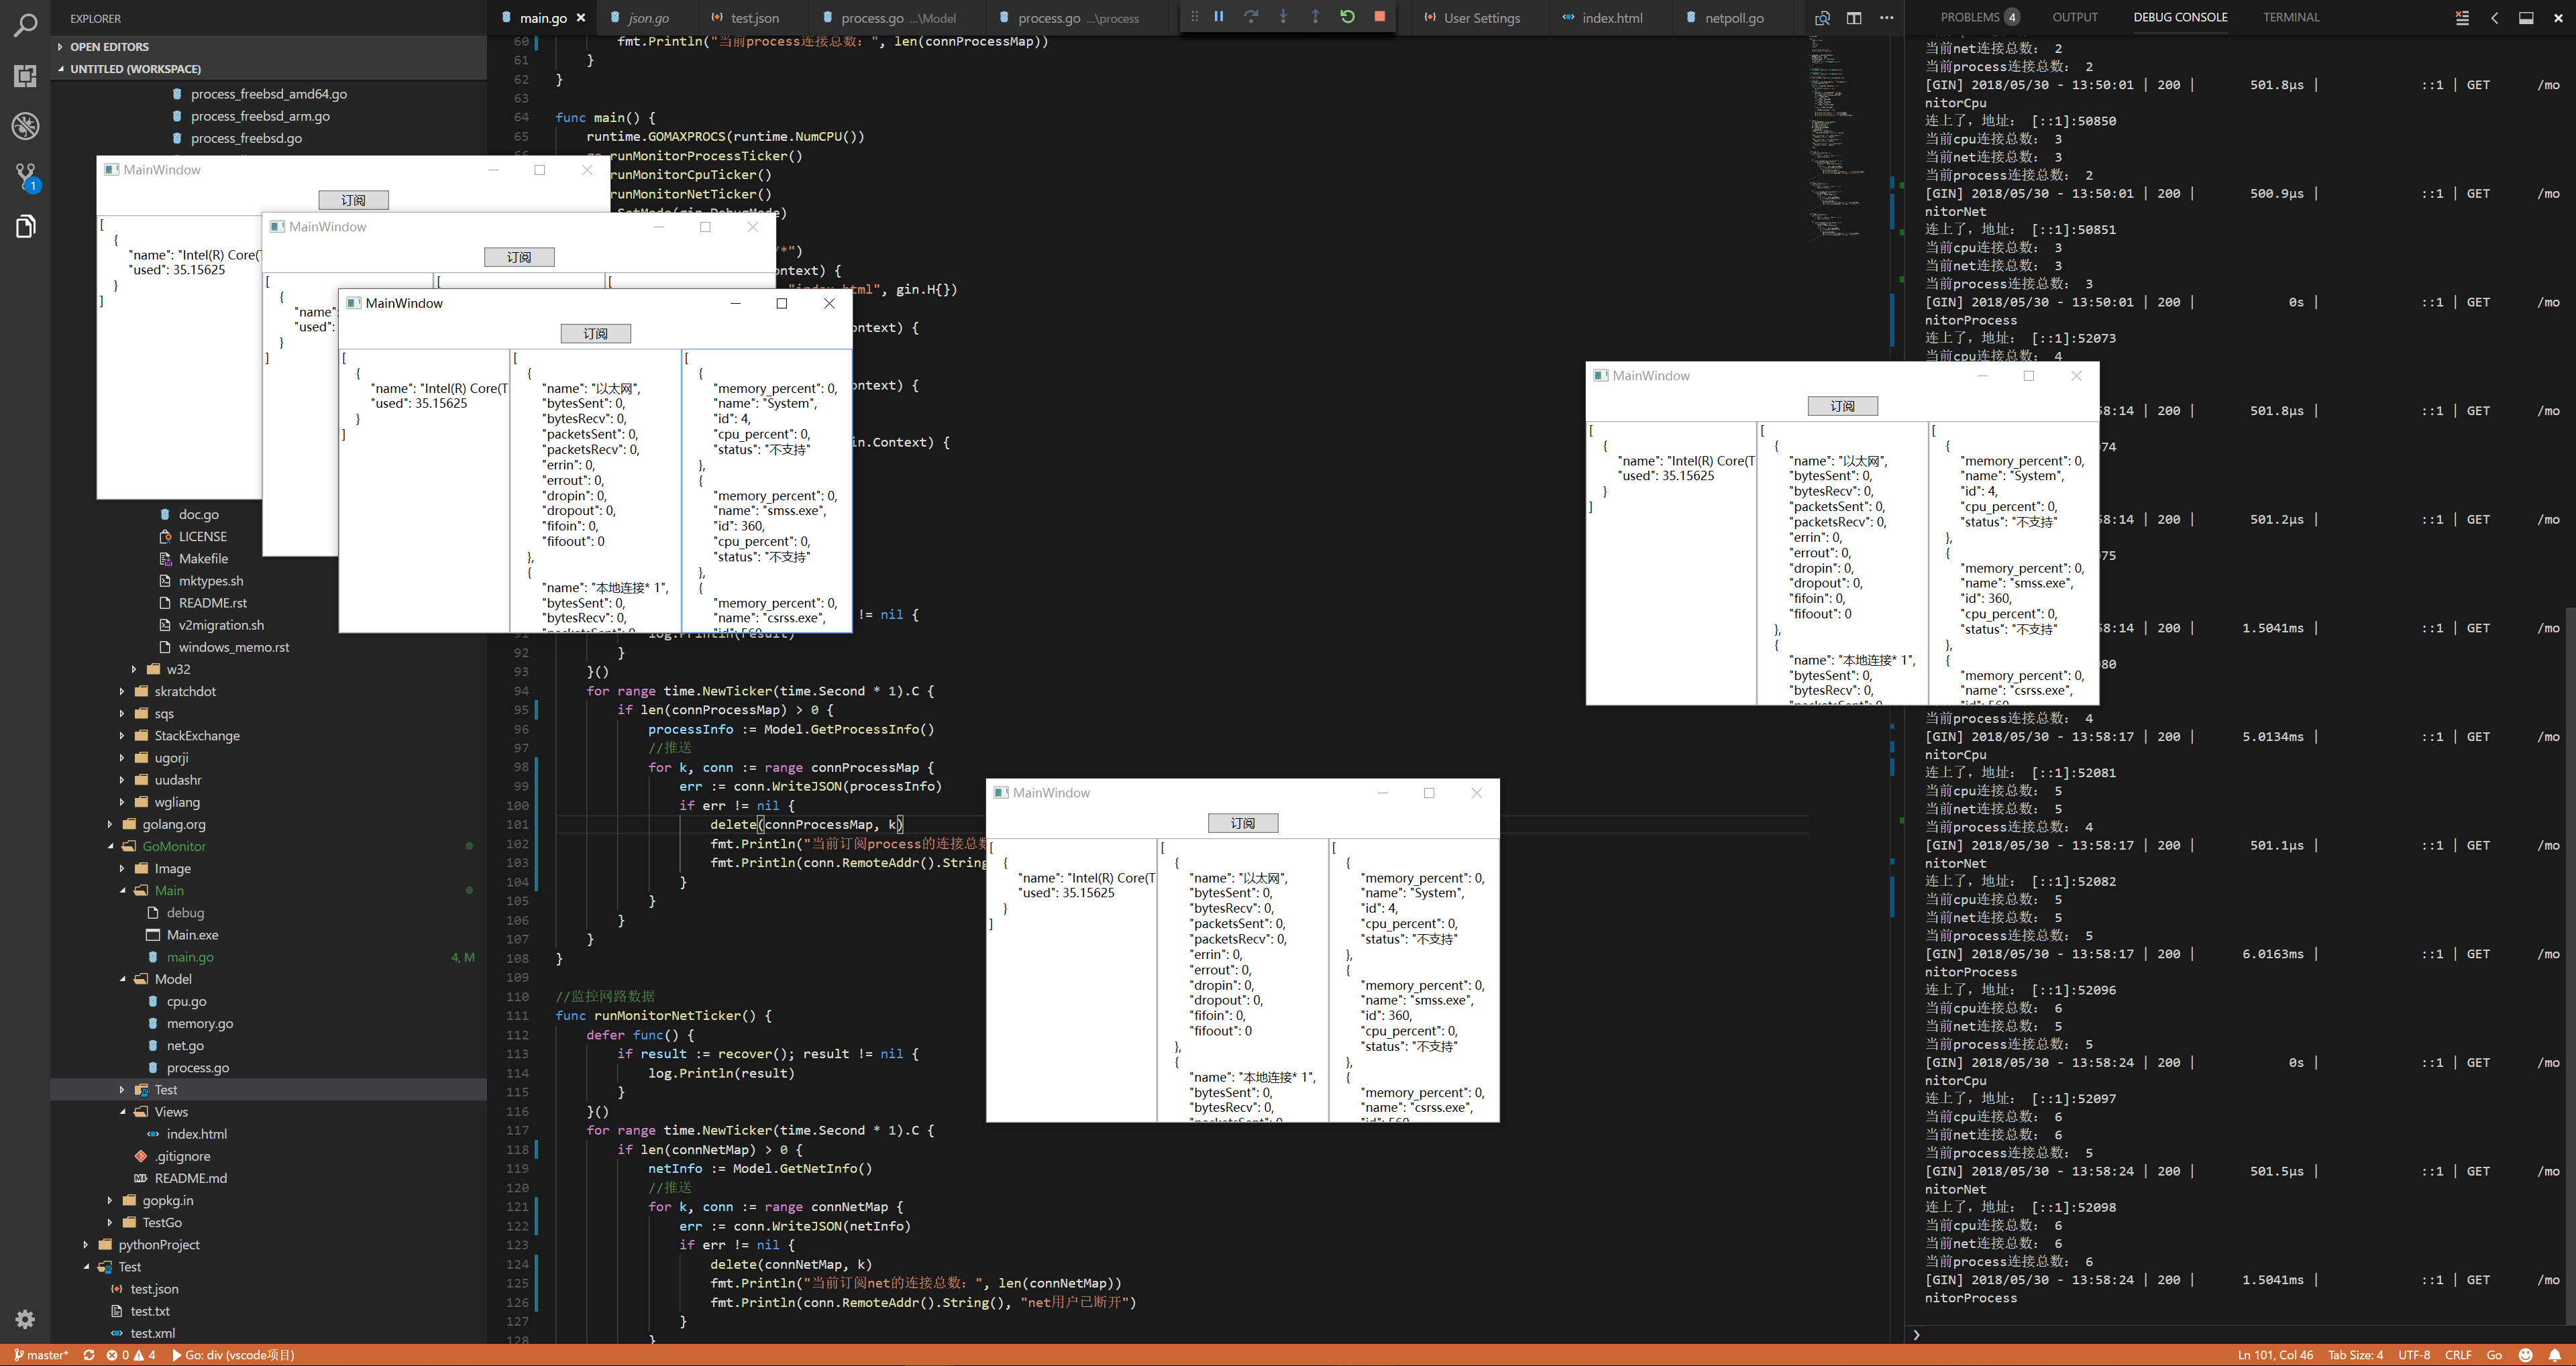 EXPLORER
OPEN EDITORS
UNTITLED (WORKSPACE)
process_freebsd_amd64.go
process_freebsd_arm.go
process_freebsd.go
doc.go
LICENSE
Makefile
mktypes.sh
README.rst
v2migration.sh
windows_memo.rst
w32
skratchdot
sqs
StackExchange
ugorji
uudashr
wgliang
golang.org
GoMonitor
Image
Main
debug
Main.exe
main.go 4, M
Model
cpu.go
memory.go
net.go
process.go
Test
Views
index.html
.gitignore
README.md
gopkg.in
TestGo
pythonProject
Test
test.json
test.txt
test.xml
main.go
json.go
test.json
process.go ...\Model
process.go ...\process
User Settings
index.html
netpoll.go
60 fmt.Println("当前process连接总数: ", len(connProcessMap))
61 }
62 }
63
64 func main() {
65 runtime.GOMAXPROCS(runtime.NumCPU())
runMonitorProcessTicker()
runMonitorCpuTicker()
runMonitorNetTicker()
SetMode(gin.DebugMode)
/*")
ontext) {
"index.html", gin.H{})
ontext) {
ontext) {
in.Context) {
!= nil {
91 log.Println(result)
92 }
93 }()
94 for range time.NewTicker(time.Second * 1).C {
95 if len(connProcessMap) > 0 {
96 processInfo := Model.GetProcessInfo()
97 //推送
98 for k, conn := range connProcessMap {
99 err := conn.WriteJSON(processInfo)
100 if err != nil {
101 delete(connProcessMap, k)
102 fmt.Println("当前订阅process的连接总数
103 fmt.Println(conn.RemoteAddr().String
104 }
105 }
106 }
107 }
108 }
109
110 //监控网路数据
111 func runMonitorNetTicker() {
112 defer func() {
113 if result := recover(); result != nil {
114 log.Println(result)
115 }
116 }()
117 for range time.NewTicker(time.Second * 1).C {
118 if len(connNetMap) > 0 {
119 netInfo := Model.GetNetInfo()
120 //推送
121 for k, conn := range connNetMap {
122 err := conn.WriteJSON(netInfo)
123 if err != nil {
124 delete(connNetMap, k)
125 fmt.Println("当前订阅net的连接总数: ", len(connNetMap))
126 fmt.Println(conn.RemoteAddr().String(), "net用户已断开")
127 }
128 }
MainWindow
订阅
[
{
"name": "Intel(R) Core(T
"used": 35.15625
}
]
MainWindow
订阅
[ [ [
{
"name":
"used":
}
]
MainWindow
订阅
[
{
"name": "Intel(R) Core(T
"used": 35.15625
}
]
[
{
"name": "以太网",
"bytesSent": 0,
"bytesRecv": 0,
"packetsSent": 0,
"packetsRecv": 0,
"errin": 0,
"errout": 0,
"dropin": 0,
"dropout": 0,
"fifoin": 0,
"fifoout": 0
},
{
"name": "本地连接* 1",
"bytesSent": 0,
"bytesRecv": 0,
"packetsSent": 0
[
{
"memory_percent": 0,
"name": "System",
"id": 4,
"cpu_percent": 0,
"status": "不支持"
},
{
"memory_percent": 0,
"name": "smss.exe",
"id": 360,
"cpu_percent": 0,
"status": "不支持"
},
{
"memory_percent": 0,
"name": "csrss.exe",
"id": 560
MainWindow
订阅
[
{
"name": "Intel(R) Core(T
"used": 35.15625
}
]
[
{
"name": "以太网",
"bytesSent": 0,
"bytesRecv": 0,
"packetsSent": 0,
"packetsRecv": 0,
"errin": 0,
"errout": 0,
"dropin": 0,
"dropout": 0,
"fifoin": 0,
"fifoout": 0
},
{
"name": "本地连接* 1",
"bytesSent": 0,
"bytesRecv": 0,
"packetsSent": 0
[
{
"memory_percent": 0,
"name": "System",
"id": 4,
"cpu_percent": 0,
"status": "不支持"
},
{
"memory_percent": 0,
"name": "smss.exe",
"id": 360,
"cpu_percent": 0,
"status": "不支持"
},
{
"memory_percent": 0,
"name": "csrss.exe",
"id": 560
MainWindow
订阅
[
{
"name": "Intel(R) Core(T
"used": 35.15625
}
]
[
{
"name": "以太网",
"bytesSent": 0,
"bytesRecv": 0,
"packetsSent": 0,
"packetsRecv": 0,
"errin": 0,
"errout": 0,
"dropin": 0,
"dropout": 0,
"fifoin": 0,
"fifoout": 0
},
{
"name": "本地连接* 1",
"bytesSent": 0,
"bytesRecv": 0,
"packetsSent": 0
[
{
"memory_percent": 0,
"name": "System",
"id": 4,
"cpu_percent": 0,
"status": "不支持"
},
{
"memory_percent": 0,
"name": "smss.exe",
"id": 360,
"cpu_percent": 0,
"status": "不支持"
},
{
"memory_percent": 0,
"name": "csrss.exe",
"id": 560
PROBLEMS 4 OUTPUT DEBUG CONSOLE TERMINAL
当前net连接总数: 2
当前process连接总数: 2
[GIN] 2018/05/30 - 13:50:01 | 200 | 501.8µs | ::1 | GET /mo
nitorCpu
连上了, 地址: [::1]:50850
当前cpu连接总数: 3
当前net连接总数: 3
当前process连接总数: 2
[GIN] 2018/05/30 - 13:50:01 | 200 | 500.9µs | ::1 | GET /mo
nitorNet
连上了, 地址: [::1]:50851
当前cpu连接总数: 3
当前net连接总数: 3
当前process连接总数: 3
[GIN] 2018/05/30 - 13:50:01 | 200 | 0s | ::1 | GET /mo
nitorProcess
连上了, 地址: [::1]:52073
当前cpu连接总数: 4
58:14 | 200 | 501.8µs | ::1 | GET /mo
74
58:14 | 200 | 501.2µs | ::1 | GET /mo
75
58:14 | 200 | 1.5041ms | ::1 | GET /mo
80
当前process连接总数: 4
[GIN] 2018/05/30 - 13:58:17 | 200 | 5.0134ms | ::1 | GET /mo
nitorCpu
连上了, 地址: [::1]:52081
当前cpu连接总数: 5
当前net连接总数: 5
当前process连接总数: 4
[GIN] 2018/05/30 - 13:58:17 | 200 | 501.1µs | ::1 | GET /mo
nitorNet
连上了, 地址: [::1]:52082
当前cpu连接总数: 5
当前net连接总数: 5
当前process连接总数: 5
[GIN] 2018/05/30 - 13:58:17 | 200 | 6.0163ms | ::1 | GET /mo
nitorProcess
连上了, 地址: [::1]:52096
当前cpu连接总数: 6
当前net连接总数: 5
当前process连接总数: 5
[GIN] 2018/05/30 - 13:58:24 | 200 | 0s | ::1 | GET /mo
nitorCpu
连上了, 地址: [::1]:52097
当前cpu连接总数: 6
当前net连接总数: 6
当前process连接总数: 5
[GIN] 2018/05/30 - 13:58:24 | 200 | 501.5µs | ::1 | GET /mo
nitorNet
连上了, 地址: [::1]:52098
当前cpu连接总数: 6
当前net连接总数: 6
当前process连接总数: 6
[GIN] 2018/05/30 - 13:58:24 | 200 | 1.5041ms | ::1 | GET /mo
nitorProcess
1
master* 0 4 Go: div (vscode项目) Ln 101, Col 46 Tab Size: 4 UTF-8 CRLF Go